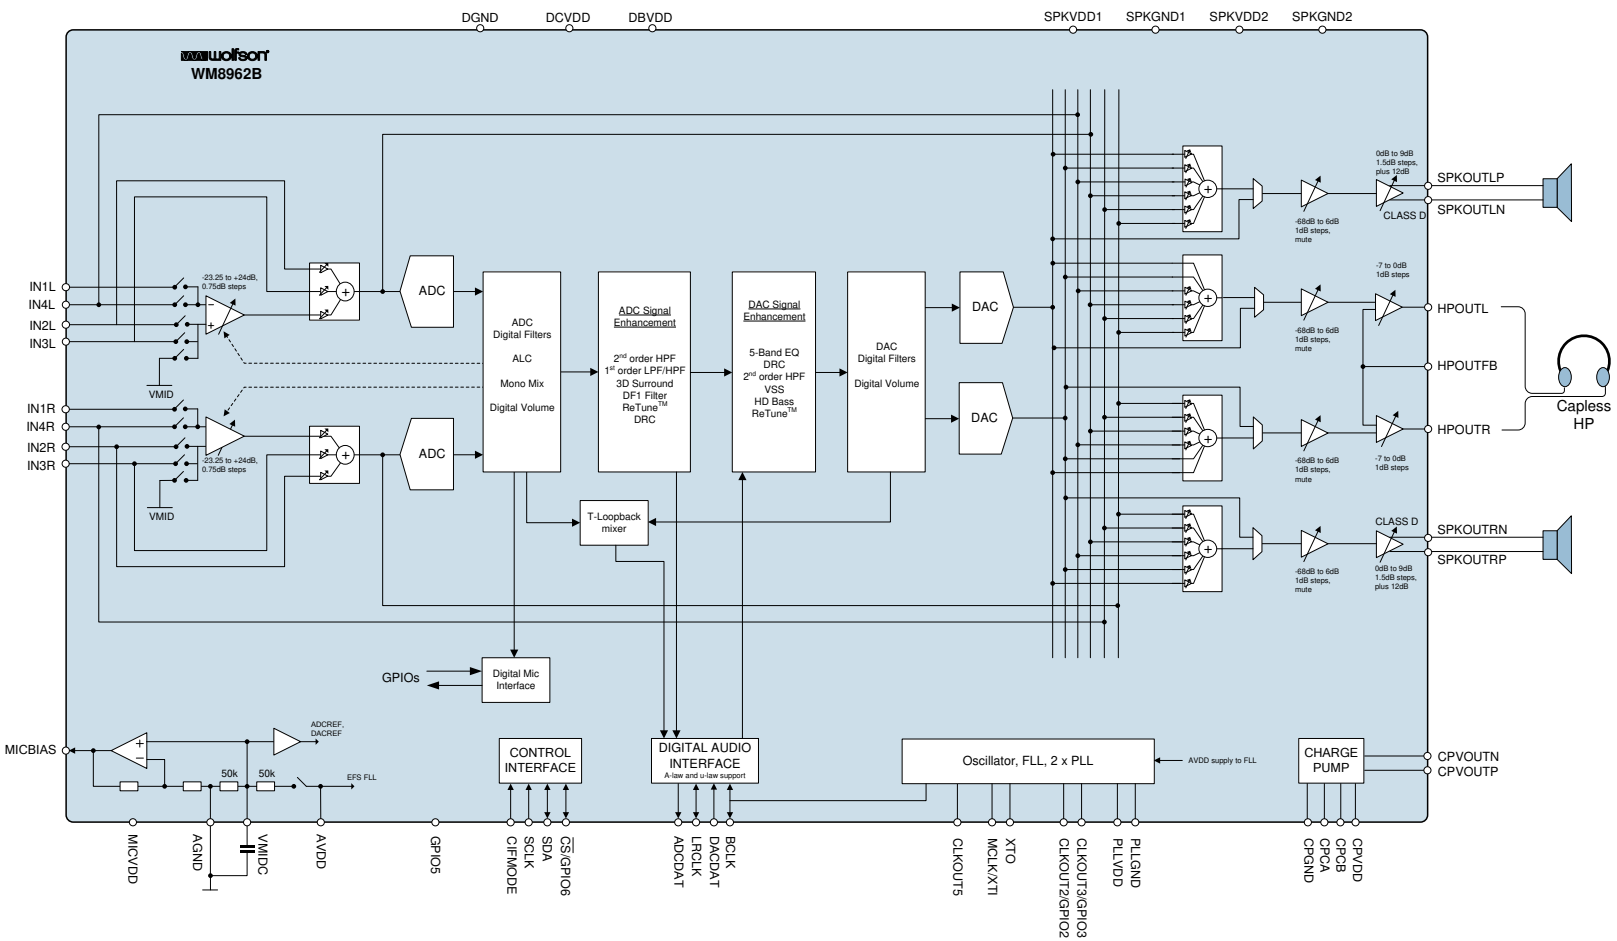 DGND
DCVDD
DBVDD
SPKVDD1
SPKGND1
SPKVDD2
SPKGND2
wolfson
WM8962B
0dB to 9dB
1.5dB steps,
plus 12dB
SPKOUTLP
SPKOUTLN
CLASS D
-68dB to 6dB
1dB steps,
mute
IN1L
IN4L
IN2L
IN3L
-23.25 to +24dB,
0.75dB steps
VMID
ADC
ADC
Digital Filters
ALC
Mono Mix
Digital Volume
ADC Signal
Enhancement
2nd order HPF
1st order LPF/HPF
3D Surround
DF1 Filter
ReTune™
DRC
DAC Signal
Enhancement
5-Band EQ
DRC
2nd order HPF
VSS
HD Bass
ReTune™
DAC
Digital Filters
Digital Volume
DAC
-7 to 0dB
1dB steps
-68dB to 6dB
1dB steps,
mute
HPOUTL
HPOUTFB
HPOUTR
Capless
HP
IN1R
IN4R
IN2R
IN3R
-23.25 to +24dB,
0.75dB steps
VMID
ADC
DAC
-68dB to 6dB
1dB steps,
mute
-7 to 0dB
1dB steps
T-Loopback
mixer
CLASS D
SPKOUTRN
SPKOUTRP
-68dB to 6dB
1dB steps,
mute
0dB to 9dB
1.5dB steps,
plus 12dB
GPIOs
Digital Mic
Interface
MICBIAS
ADCREF,
DACREF
50k
50k
EFS FLL
CONTROL
INTERFACE
DIGITAL AUDIO
INTERFACE
A-law and u-law support
Oscillator, FLL, 2 x PLL
AVDD supply to FLL
CHARGE
PUMP
CPVOUTN
CPVOUTP
MICVDD
AGND
VMIDC
AVDD
GPIO5
CIFMODE
SCLK
SDA
CS/GPIO6
ADCDAT
LRCLK
DACDAT
BCLK
CLKOUT5
MCLK/XTI
XTO
CLKOUT2/GPIO2
CLKOUT3/GPIO3
PLLVDD
PLLGND
CPGND
CPCA
CPCB
CPVDD